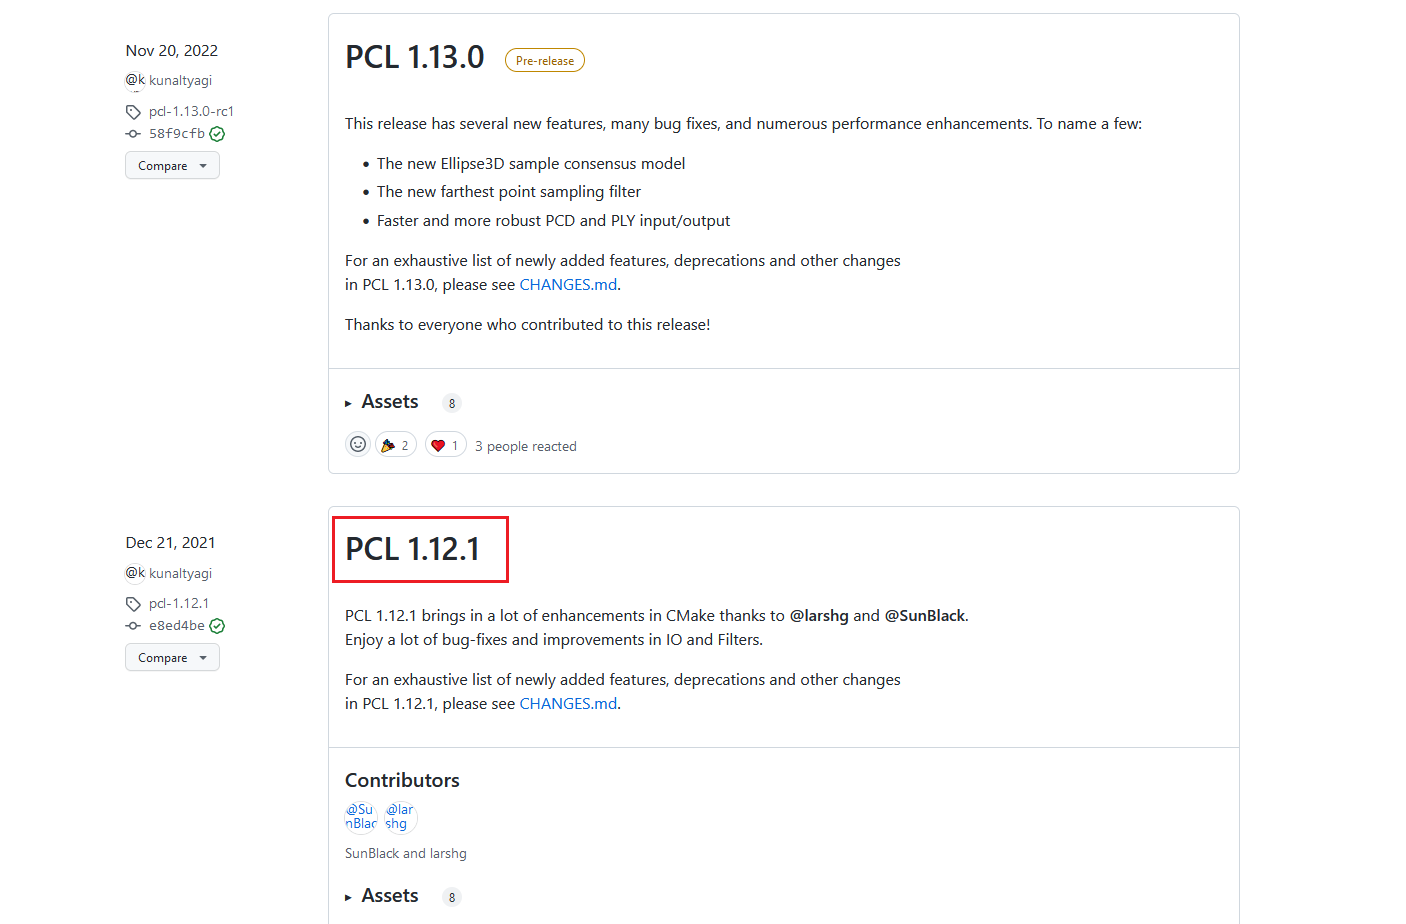 Nov 20, 2022
@k kunaltyagi
pcl-1.13.0-rc1
58f9cfb
Compare
PCL 1.13.0 Pre-release
This release has several new features, many bug fixes, and numerous performance enhancements. To name a few:
• The new Ellipse3D sample consensus model
• The new farthest point sampling filter
• Faster and more robust PCD and PLY input/output
For an exhaustive list of newly added features, deprecations and other changes
in PCL 1.13.0, please see CHANGES.md.
Thanks to everyone who contributed to this release!
Assets 8
2 1 3 people reacted
Dec 21, 2021
@k kunaltyagi
pcl-1.12.1
e8ed4be
Compare
PCL 1.12.1
PCL 1.12.1 brings in a lot of enhancements in CMake thanks to @larshg and @SunBlack.
Enjoy a lot of bug-fixes and improvements in IO and Filters.
For an exhaustive list of newly added features, deprecations and other changes
in PCL 1.12.1, please see CHANGES.md.
Contributors
@Su @lar
nBlac shg
SunBlack and larshg
Assets 8